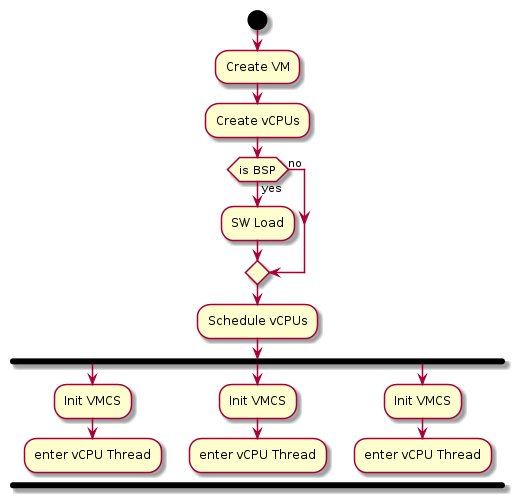 Create VM
Create vCPUs
is BSP
no
yes
SW Load
Schedule vCPUs
Init VMCS
Init VMCS
Init VMCS
enter vCPU Thread
enter vCPU Thread
enter vCPU Thread